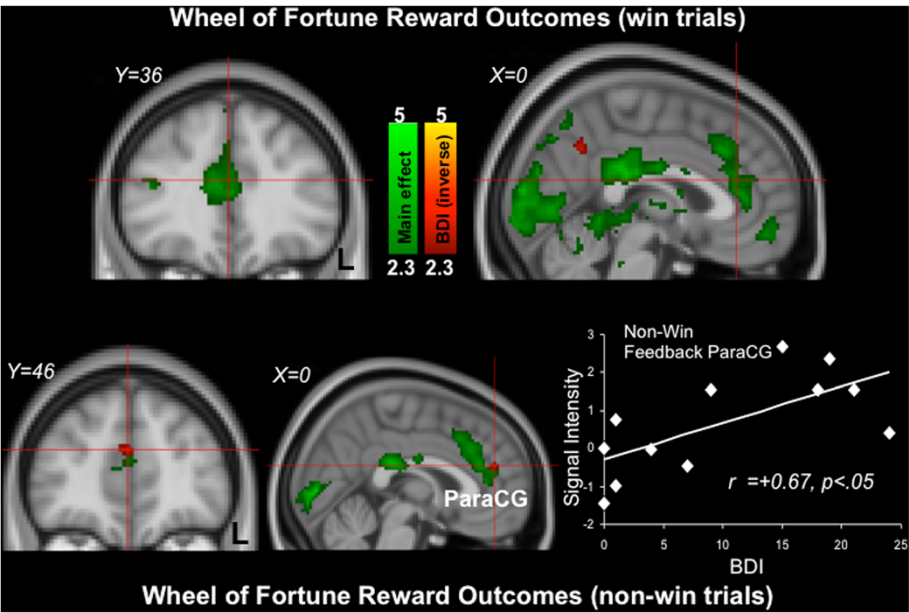 Wheel of Fortune Reward Outcomes (win trials)
Y=36
X=0
5 5
Main effect
BDI (inverse)
2.3 2.3
L
Y=46
X=0
ParaCG
L
Non-Win
Feedback ParaCG
Signal Intensity
3
2
1
0
-1
-2
r =+0.67, p<.05
0 5 10 15 20 25
BDI
Wheel of Fortune Reward Outcomes (non-win trials)